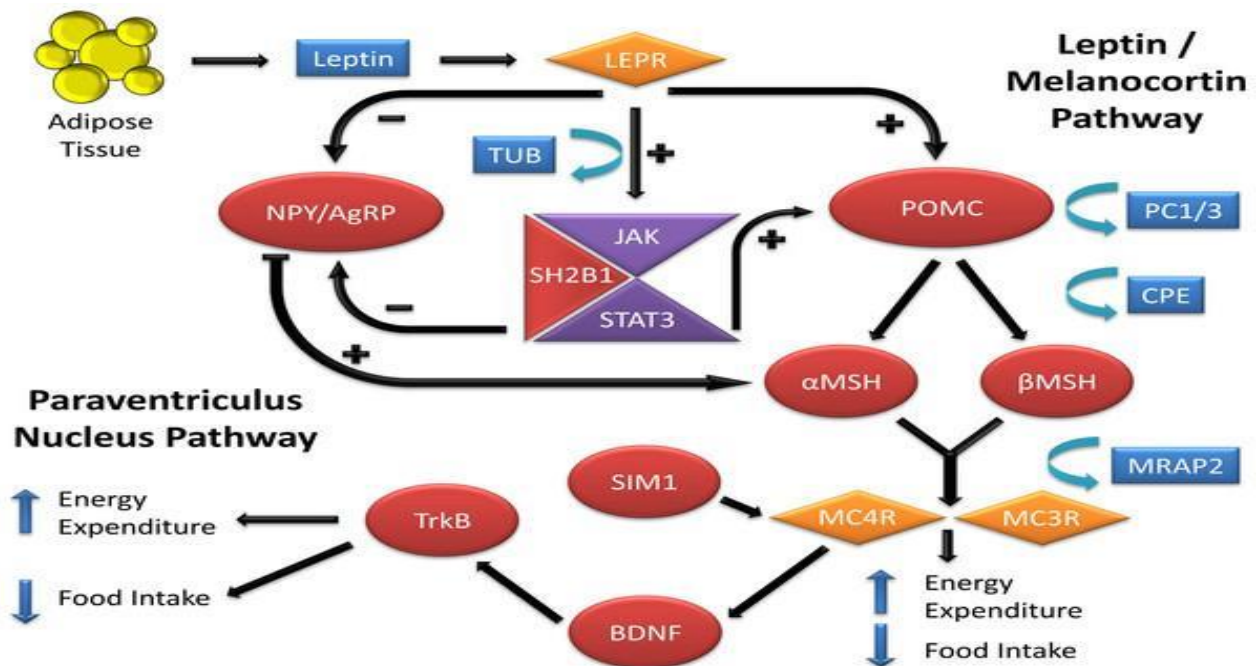 Leptin /
Melanocortin
Pathway
Adipose
Tissue
Leptin
LEPR
−
+
+
TUB
NPY/AgRP
JAK
SH2B1
STAT3
+
POMC
PC1/3
CPE
−
+
αMSH
βMSH
MRAP2
Paraventriculus
Nucleus Pathway
SIM1
MC4R
MC3R
TrkB
BDNF
Energy
Expenditure
Food Intake
Energy
Expenditure
Food Intake